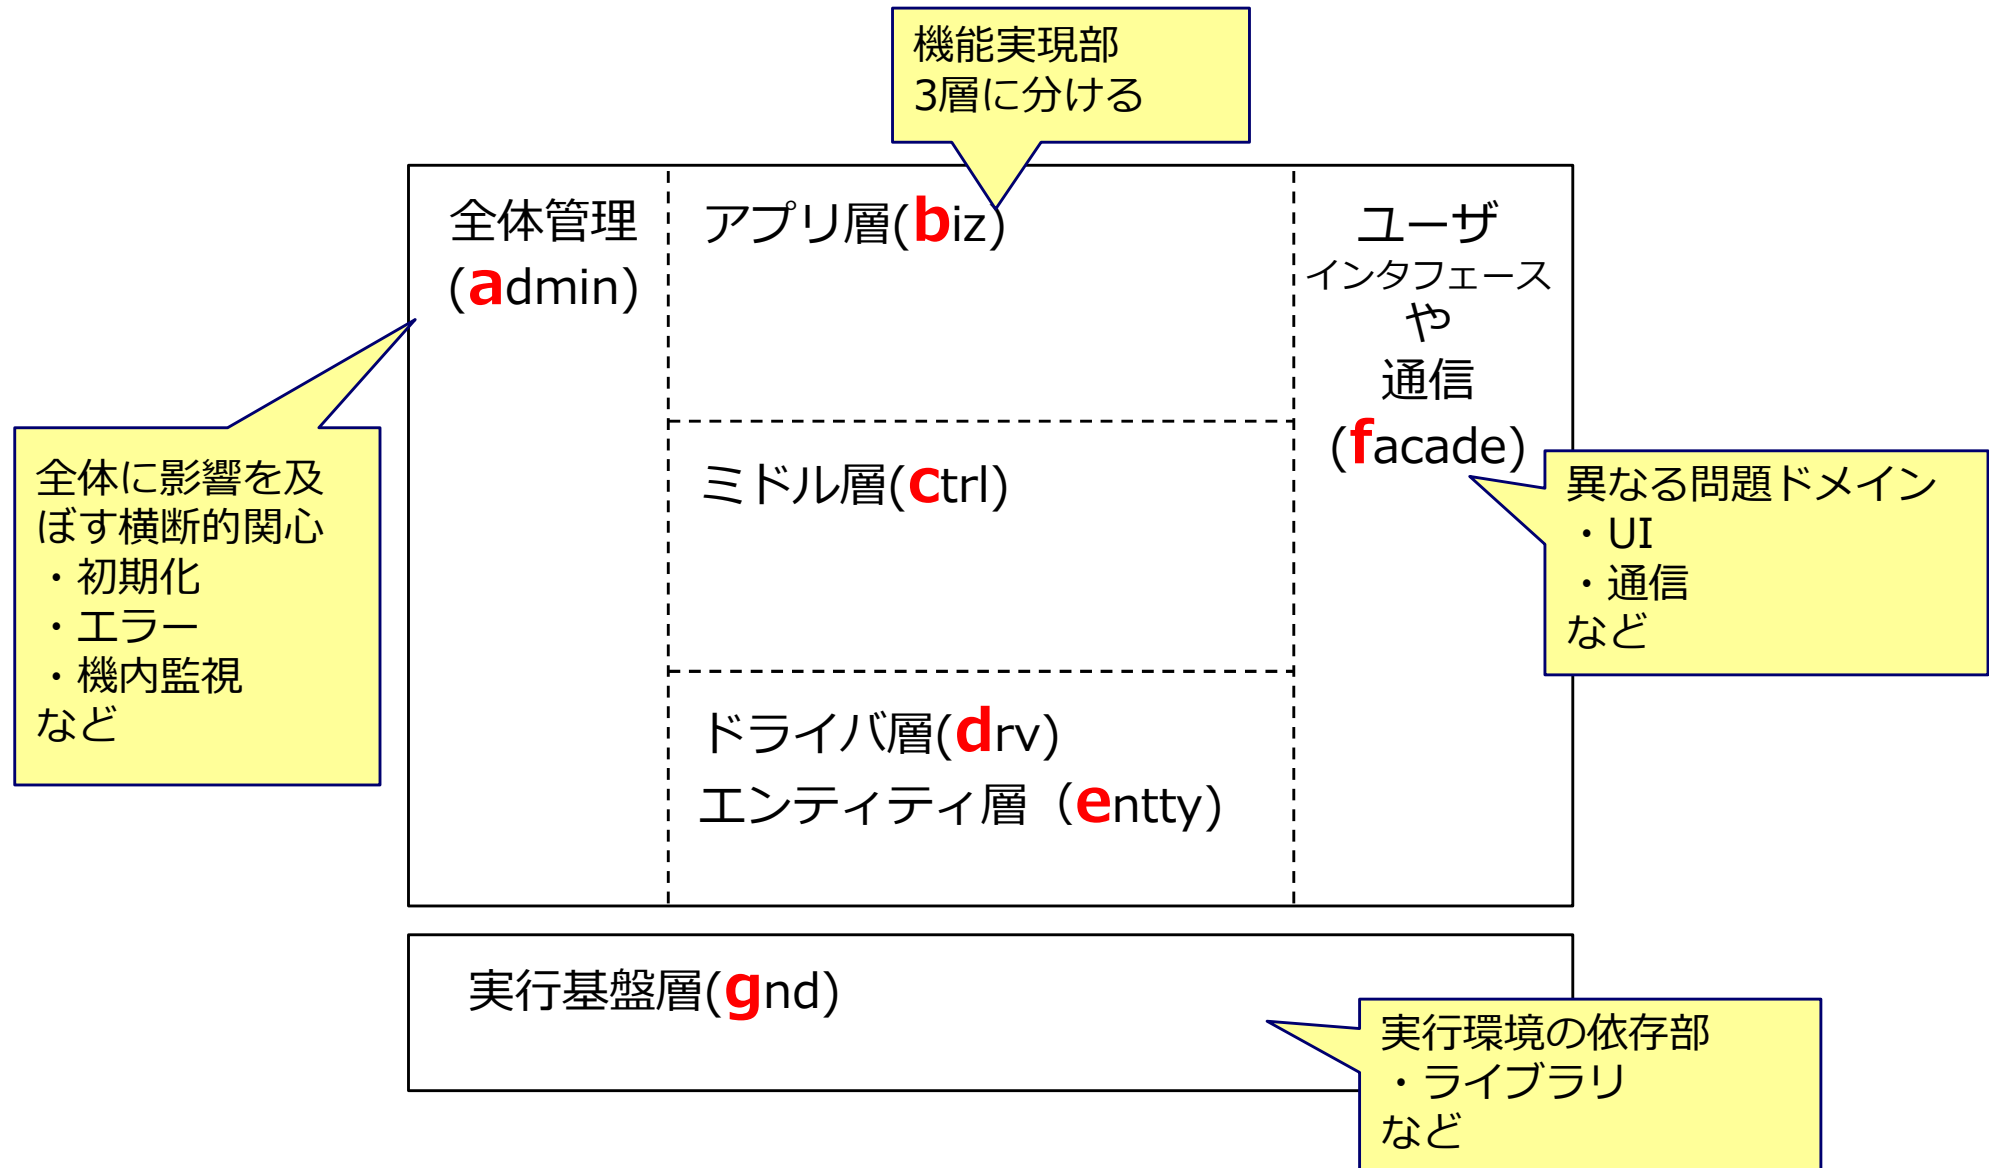 機能実現部
3層に分ける
全体管理
(admin)
アプリ層(biz)
ユーザ
インタフェース
や
通信
(facade)
全体に影響を及
ぼす横断的関心
・初期化
・エラー
・機内監視
など
ミドル層(ctrl)
異なる問題ドメイン
・UI
・通信
など
ドライバ層(drv)
エンティティ層（entty)
実行基盤層(gnd)
実行環境の依存部
・ライブラリ
など